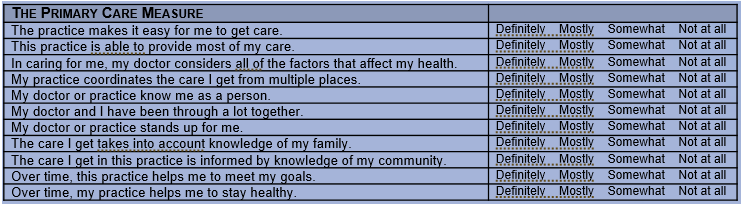 THE PRIMARY CARE MEASURE
The practice makes it easy for me to get care. Definitely Mostly Somewhat Not at all
This practice is able to provide most of my care. Definitely Mostly Somewhat Not at all
In caring for me, my doctor considers all of the factors that affect my health. Definitely Mostly Somewhat Not at all
My practice coordinates the care I get from multiple places. Definitely Mostly Somewhat Not at all
My doctor or practice know me as a person. Definitely Mostly Somewhat Not at all
My doctor and I have been through a lot together. Definitely Mostly Somewhat Not at all
My doctor or practice stands up for me. Definitely Mostly Somewhat Not at all
The care I get takes into account knowledge of my family. Definitely Mostly Somewhat Not at all
The care I get in this practice is informed by knowledge of my community. Definitely Mostly Somewhat Not at all
Over time, this practice helps me to meet my goals. Definitely Mostly Somewhat Not at all
Over time, my practice helps me to stay healthy. Definitely Mostly Somewhat Not at all